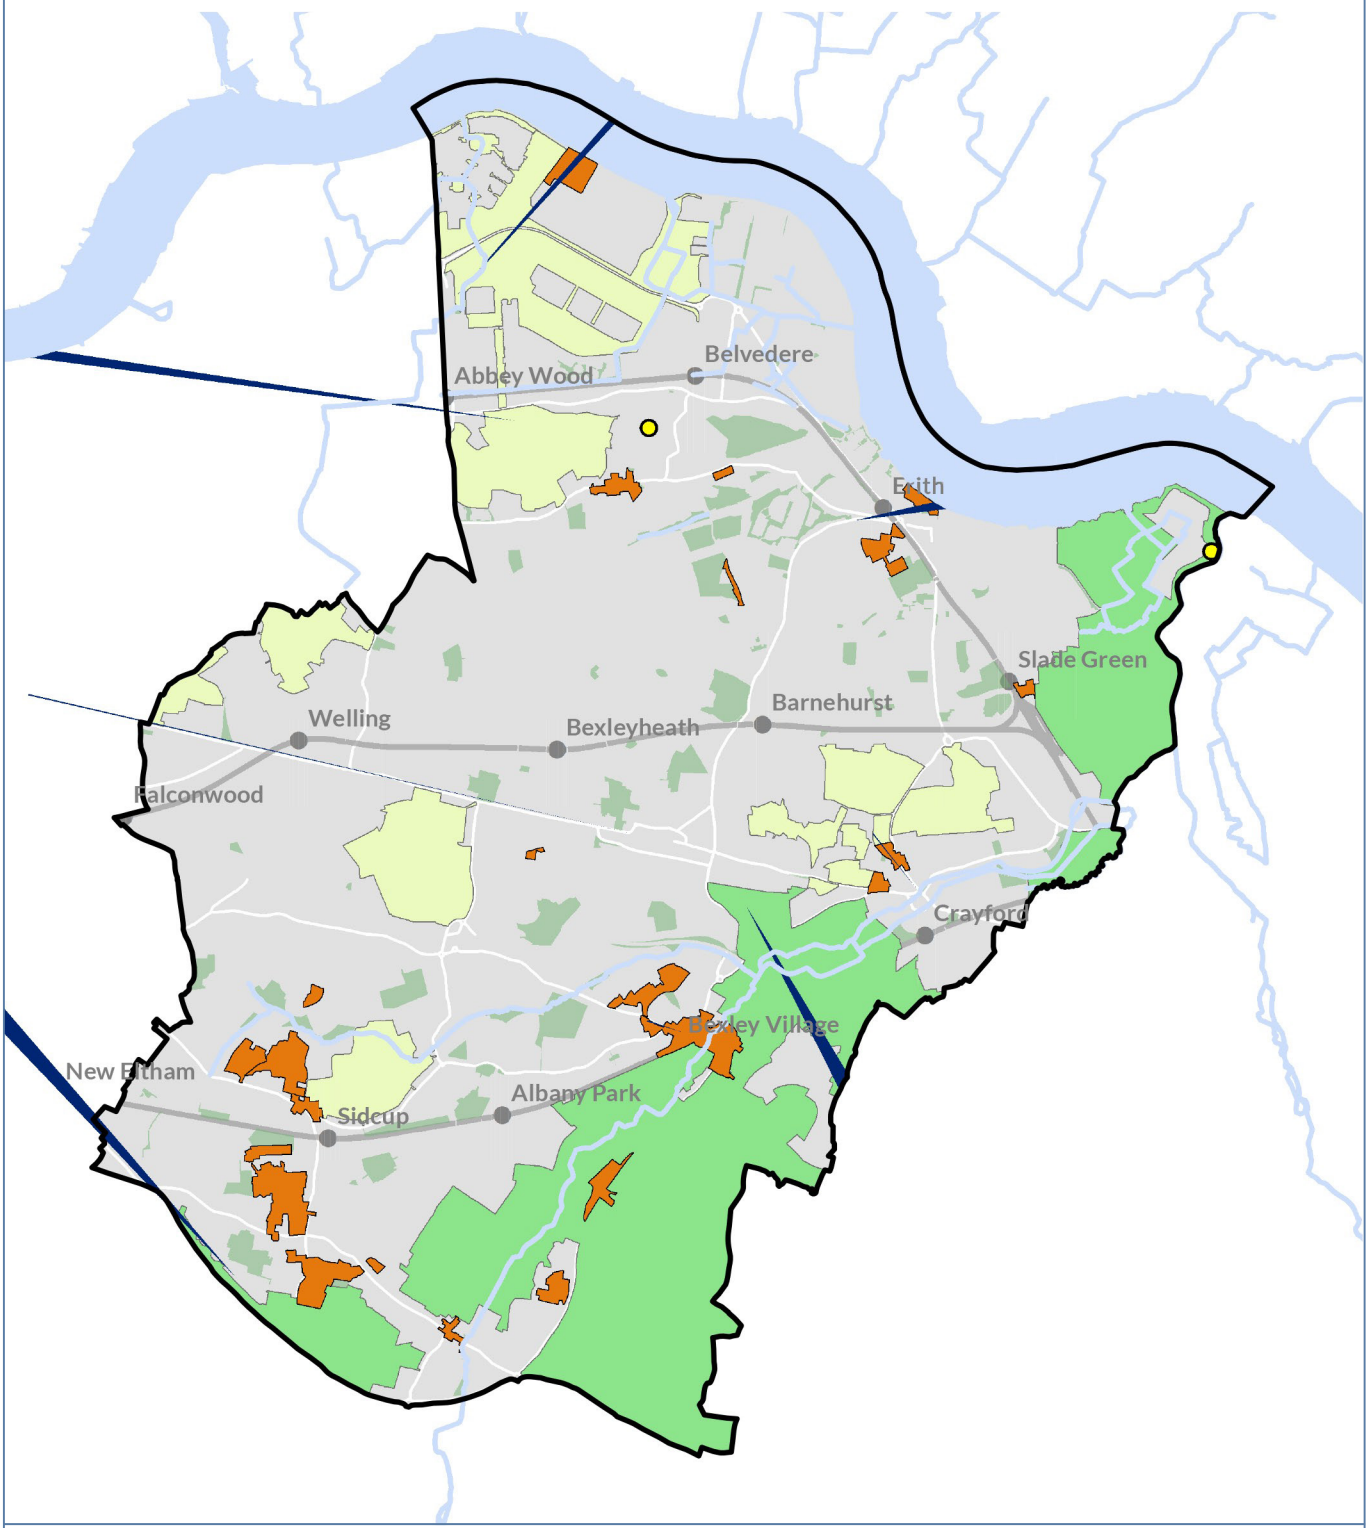 Belvedere
Abbey Wood
Erith
Slade Green
Barnehurst
Welling
Bexleyheath
Falconwood
Crayford
Bexley Village
New Eltham
Albany Park
Sidcup